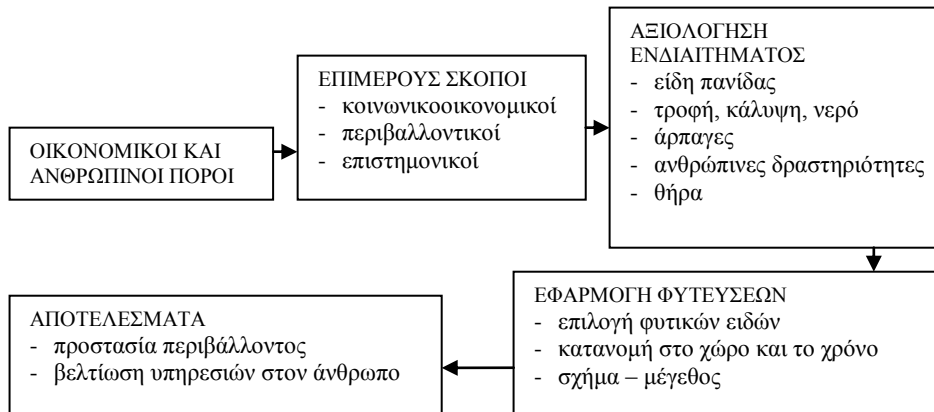 ΟΙΚΟΝΟΜΙΚΟΙ ΚΑΙ
ΑΝΘΡΩΠΙΝΟΙ ΠΟΡΟΙ
ΕΠΙΜΕΡΟΥΣ ΣΚΟΠΟΙ
- κοινωνικοοικονομικοί
- περιβαλλοντικοί
- επιστημονικοί
ΑΞΙΟΛΟΓΗΣΗ
ΕΝΔΙΑΙΤΗΜΑΤΟΣ
- είδη πανίδας
- τροφή, κάλυψη, νερό
- άρπαγες
- ανθρώπινες δραστηριότητες
- θήρα
ΕΦΑΡΜΟΓΗ ΦΥΤΕΥΣΕΩΝ
- επιλογή φυτικών ειδών
- κατανομή στο χώρο και το χρόνο
- σχήμα – μέγεθος
ΑΠΟΤΕΛΕΣΜΑΤΑ
- προστασία περιβάλλοντος
- βελτίωση υπηρεσιών στον άνθρωπο